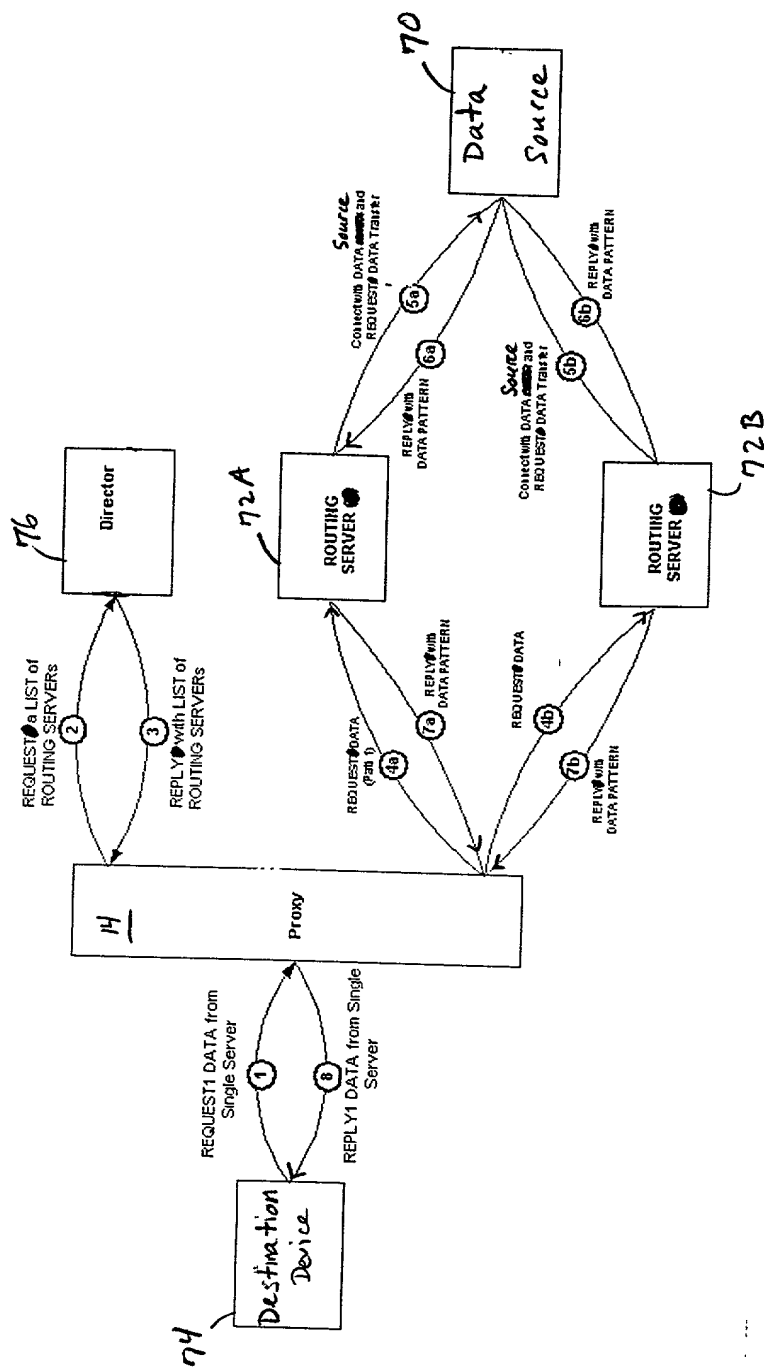 74
Destination
Device
REQUEST1 DATA from
Single Server
1
8
REPLY1 DATA from Single
Server
14
Proxy
REQUEST a LIST of
ROUTING SERVERs
2
3
REPLY with LIST of
ROUTING SERVERs
76
Director
REQUEST DATA
(Path 1)
4a
7a
REPLY with
DATA PATTERN
REQUEST DATA
4b
7b
REPLY with
DATA PATTERN
72A
ROUTING
SERVER
ROUTING
SERVER
72B
Source
Connect with DATA and
REQUEST DATA Transfer
5a
6a
REPLY with
DATA PATTERN
Source
Connect with DATA and
REQUEST DATA Transfer
5b
6b
REPLY with
DATA PATTERN
70
Data
Source